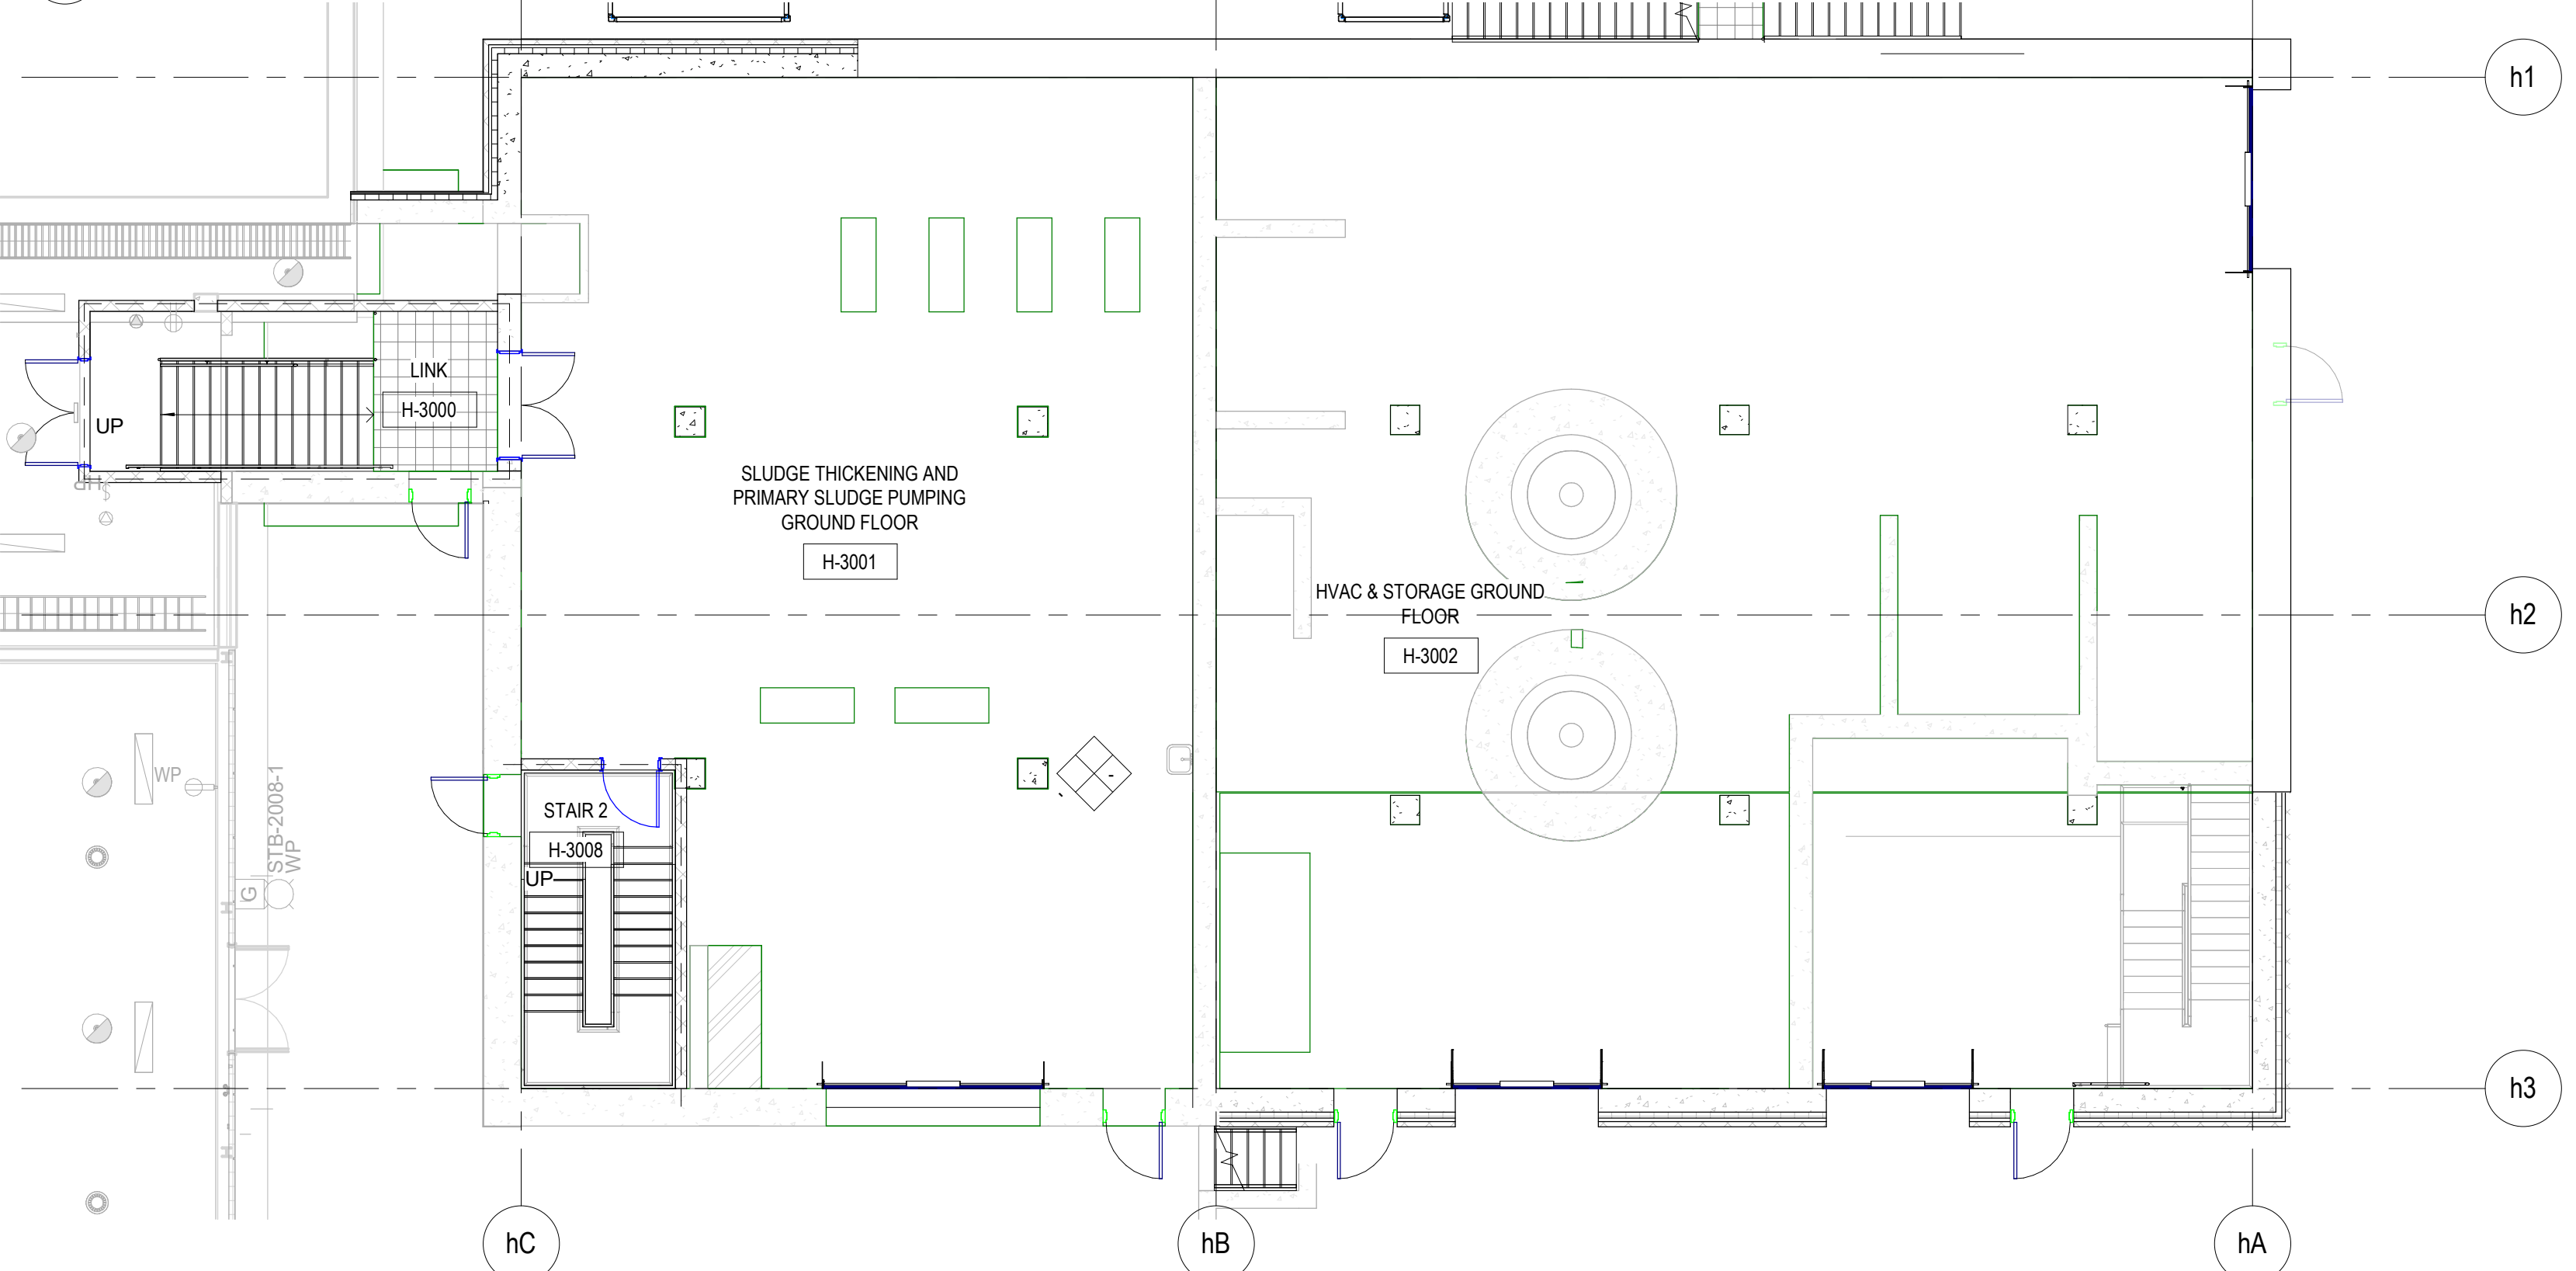 h1
LINK
H-3000
UP
SLUDGE THICKENING AND
PRIMARY SLUDGE PUMPING
GROUND FLOOR
H-3001
HVAC & STORAGE GROUND
FLOOR
H-3002
h2
WP
STB-2008-1
WP
G
STAIR 2
H-3008
UP
h3
hC
hB
hA